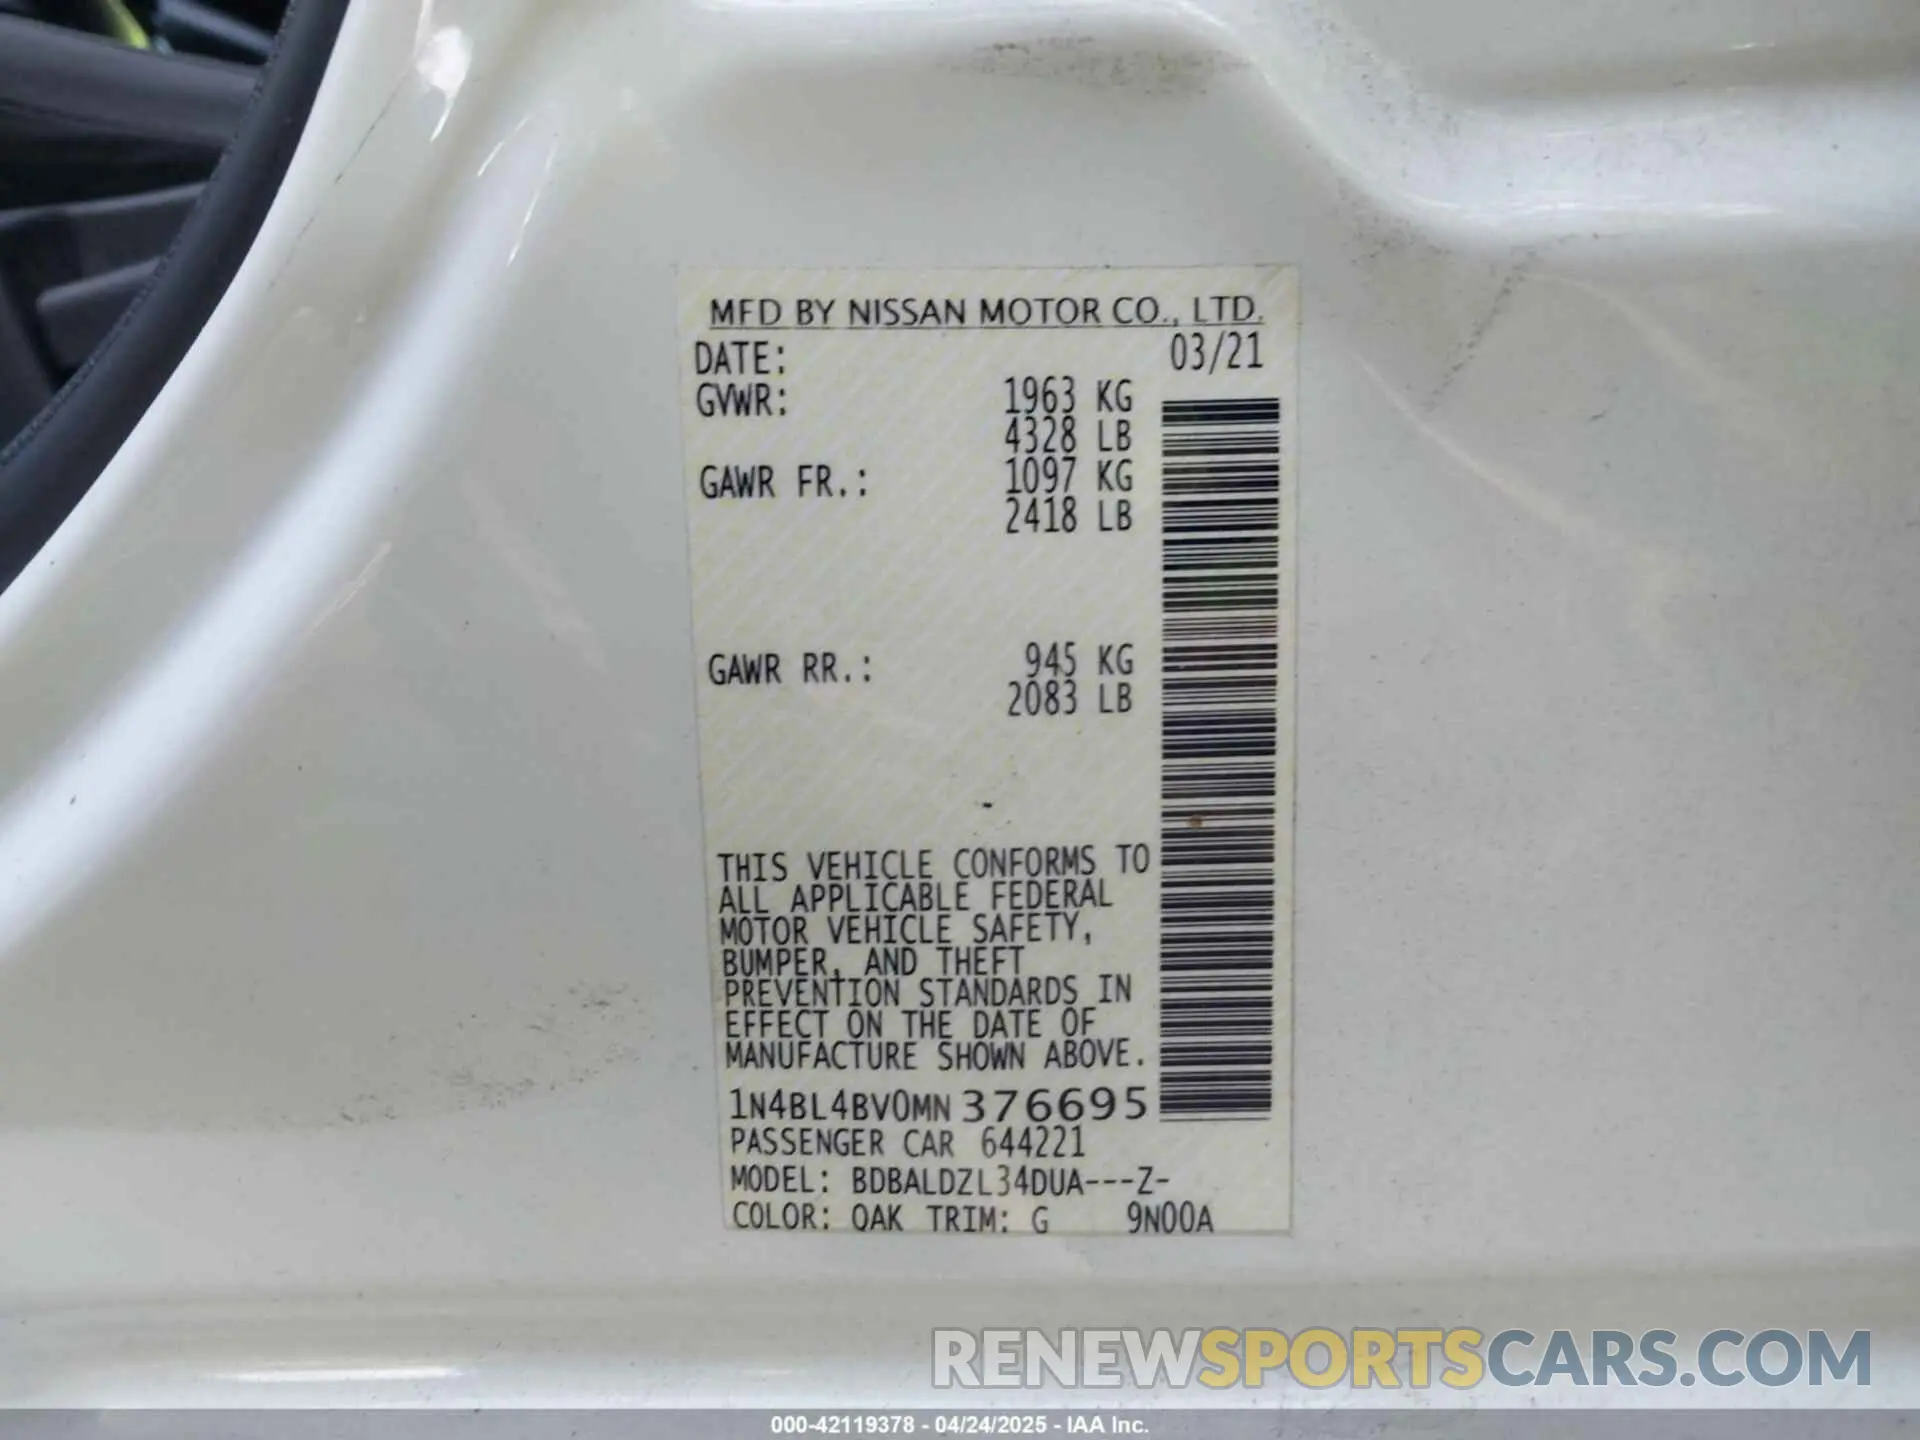 MFD BY NISSAN MOTOR CO., LTD.
DATE: 03/21
GVWR: 1963 KG
4328 LB
GAWR FR.: 1097 KG
2418 LB
GAWR RR.: 945 KG
2083 LB
THIS VEHICLE CONFORMS TO
ALL APPLICABLE FEDERAL
MOTOR VEHICLE SAFETY,
BUMPER, AND THEFT
PREVENTION STANDARDS IN
EFFECT ON THE DATE OF
MANUFACTURE SHOWN ABOVE.
1N4BL4BV0MN376695
PASSENGER CAR 644221
MODEL: BDBALDZL34DUA---Z-
COLOR: QAK TRIM: G 9N00A
RENEWSPORTSCARS.COM
000-42119378 - 04/24/2025 - IAA Inc.